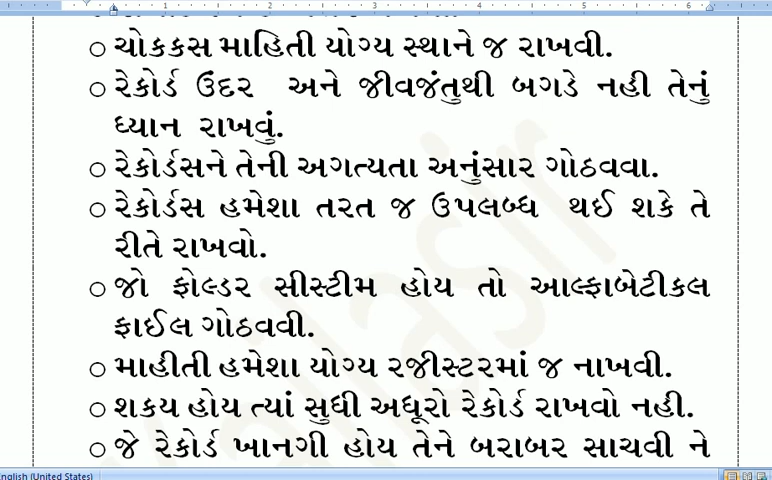 ચોકકસ માહિતી યોગ્ય સ્થાને જ રાખવી.
રેકોર્ડ ઉંદર અને જીવજંતુથી બગડે નહી તેનું
ધ્યાન રાખવું.
રેકોર્ડસને તેની અગત્યતા અનુંસાર ગોઠવવા.
રેકોર્ડસ હમેશા તરત જ ઉપલબ્ધ થઈ શકે તે
રીતે રાખવો.
જો ફોલ્ડર સીસ્ટીમ હોય તો આલ્ફાબેટીકલ
ફાઈલ ગોઠવવી.
માહીતી હમેશા યોગ્ય રજીસ્ટરમાં જ નાખવી.
શકય હોય ત્યાં સુધી અધૂરો રેકોર્ડ રાખવો નહી.
જે રેકોર્ડ ખાનગી હોય તેને બરાબર સાચવી ને
English (United States)